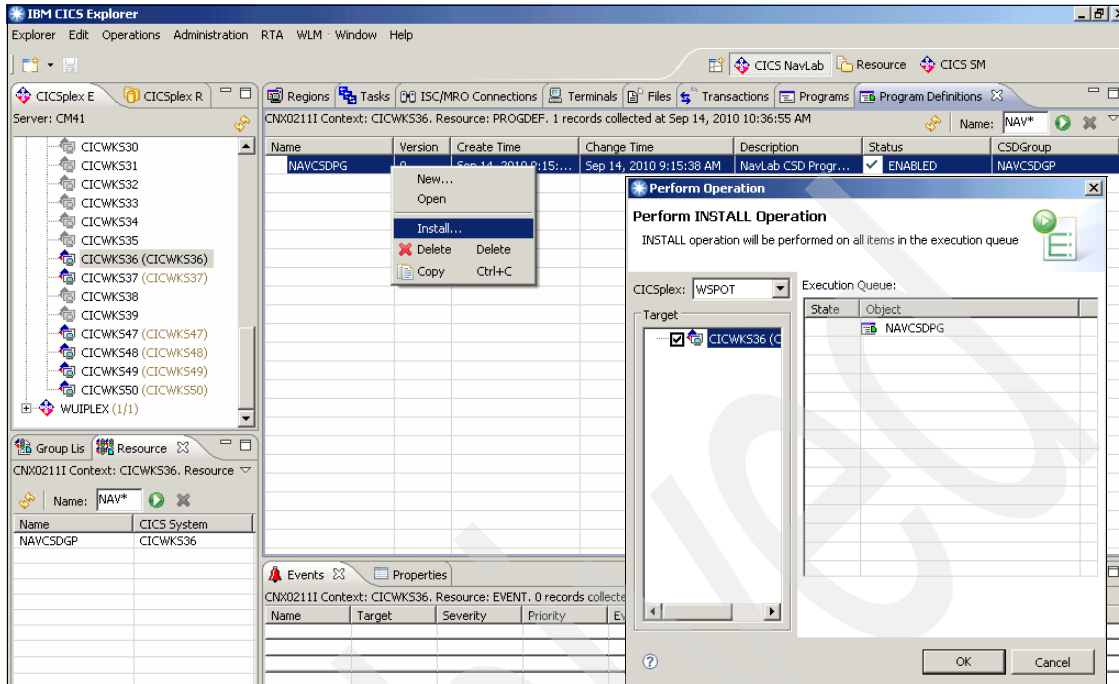 IBM CICS Explorer
Explorer Edit Operations Administration RTA WLM Window Help
CICS NavLab Resource CICS SM
CICSplex E CICSplex R
Server: CM41
CICWKS30
CICWKS31
CICWKS32
CICWKS33
CICWKS34
CICWKS35
CICWKS36 (CICWKS36)
CICWKS37 (CICWKS37)
CICWKS38
CICWKS39
CICWKS47 (CICWKS47)
CICWKS48 (CICWKS48)
CICWKS49 (CICWKS49)
CICWKS50 (CICWKS50)
WUIPLEX (1/1)
Group Lis Resource
CNX0211I Context: CICWKS36. Resource
Name: NAV*
Name CICS System
NAVCSDGP CICWKS36
Regions Tasks ISC/MRO Connections Terminals Files Transactions Programs Program Definitions
CNX0211I Context: CICWKS36. Resource: PROGDEF. 1 records collected at Sep 14, 2010 10:36:55 AM
Name: NAV*
Name Version Create Time Change Time Description Status CSDGroup
NAVCSDPG 0 Sep 14, 2010 9:15:... Sep 14, 2010 9:15:38 AM NavLab CSD Progr... ENABLED NAVCSDGP
New...
Open
Install...
Delete Delete
Copy Ctrl+C
Events Properties
CNX0211I Context: CICWKS36. Resource: EVENT. 0 records collecte
Name Target Severity Priority Ev
Perform Operation
Perform INSTALL Operation
INSTALL operation will be performed on all items in the execution queue
CICSplex: WSPOT
Target
CICWKS36 (C
Execution Queue:
State Object
NAVCSDPG
OK Cancel